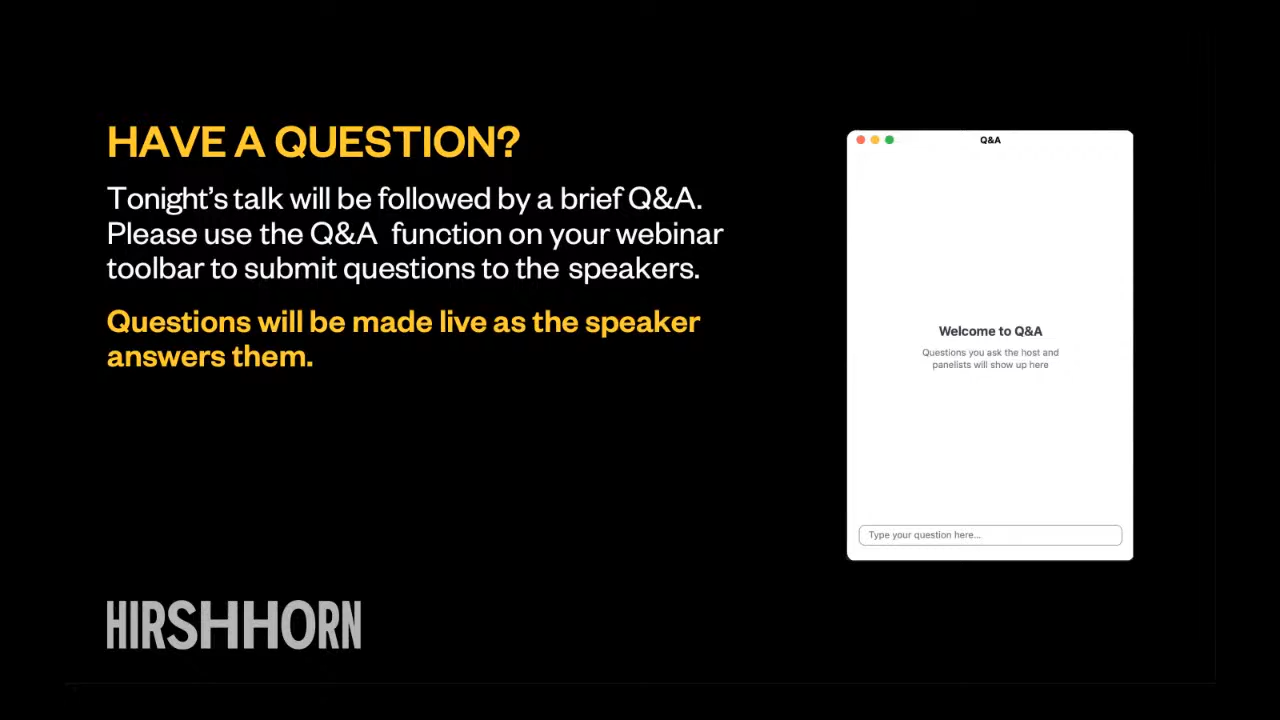 HAVE A QUESTION?
Tonight's talk will be followed by a brief Q&A.
Please use the Q&A function on your webinar
toolbar to submit questions to the speakers.
Questions will be made live as the speaker
answers them.
HIRSHHORN
Q&A
Welcome to Q&A
Questions you ask the host and
panelists will show up here
Type your question here...